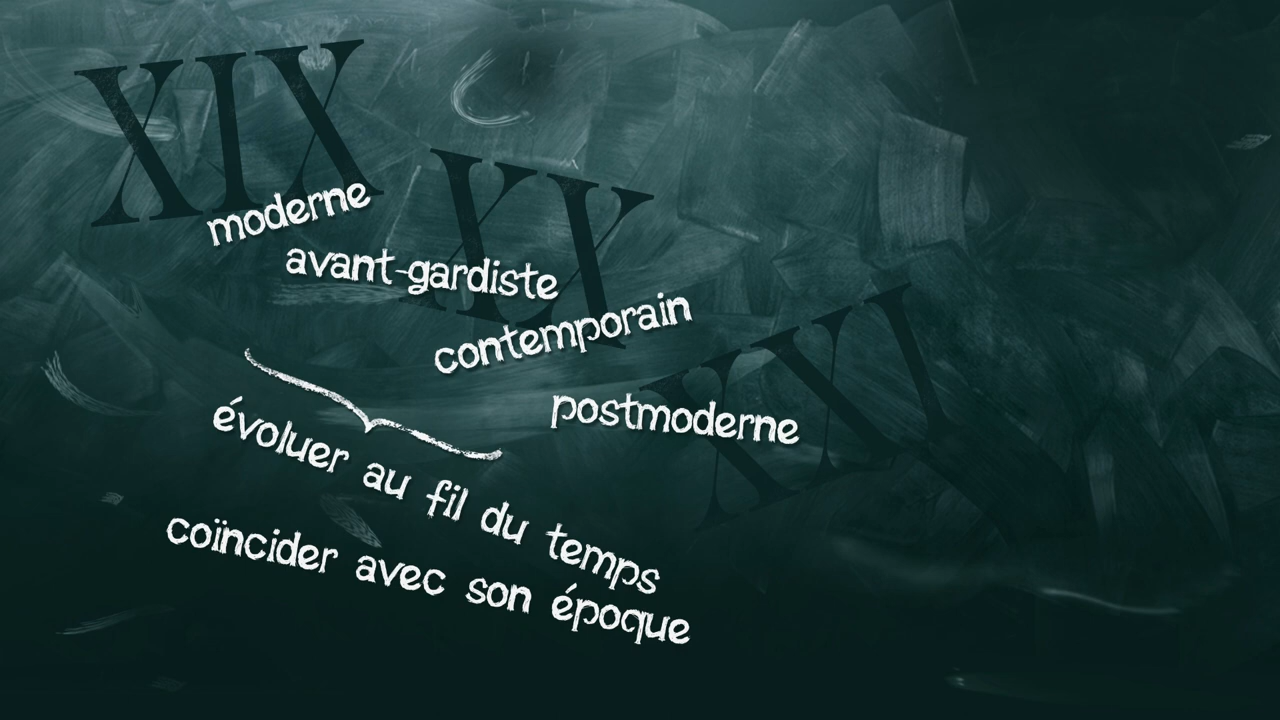 XIX
moderne
XX
avant-gardiste
contemporain
XXI
postmoderne
évoluer au fil du temps
coïncider avec son époque